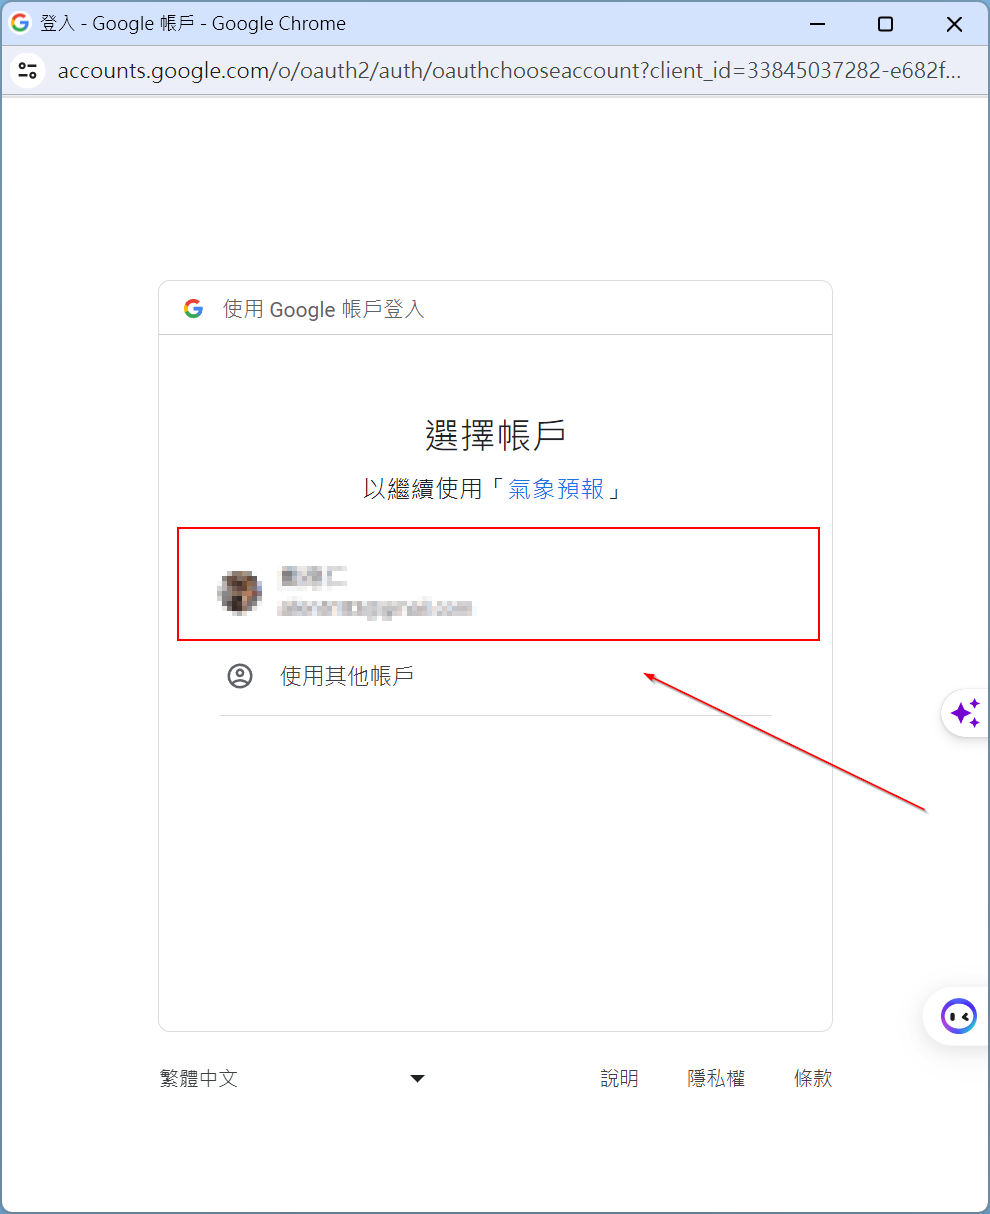 登入 - Google 帳戶 - Google Chrome
accounts.google.com/o/oauth2/auth/oauthchooseaccount?client_id=33845037282-e682f...
使用 Google 帳戶登入
選擇帳戶
以繼續使用「氣象預報」
使用其他帳戶
繁體中文
說明
隱私權
條款